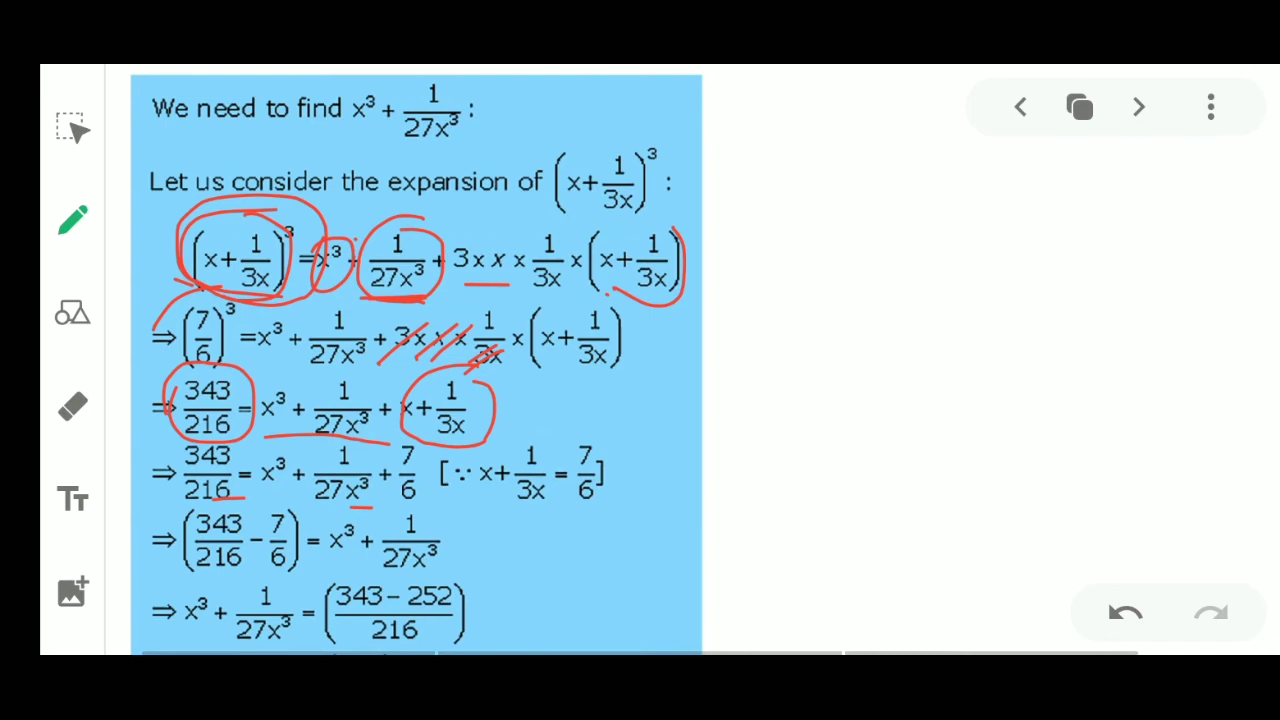 We need to find x³ + 1/27x³ :
Let us consider the expansion of (x+1/3x)³ :
(x+1/3x)³ = x³ + 1/27x³ + 3x x × 1/3x × (x+1/3x)
⇒ (7/6)³ = x³ + 1/27x³ + 3x x × 1/3x × (x+1/3x)
⇒ 343/216 = x³ + 1/27x³ + x + 1/3x
⇒ 343/216 = x³ + 1/27x³ + 7/6 [∵ x+1/3x = 7/6]
⇒ (343/216 − 7/6) = x³ + 1/27x³
⇒ x³ + 1/27x³ = (343 − 252/216)
TT